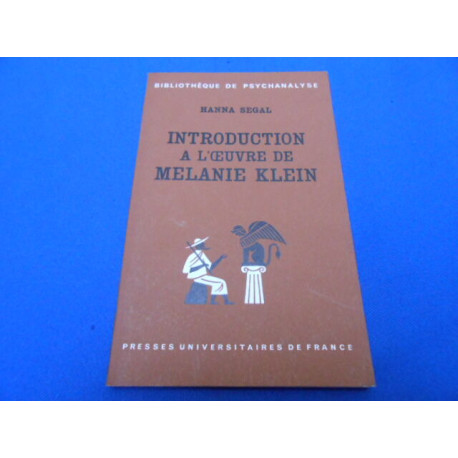 BIBLIOTHÈQUE DE PSYCHANALYSE
HANNA SEGAL
INTRODUCTION
A L'ŒUVRE DE
MELANIE KLEIN
PRESSES UNIVERSITAIRES DE FRANCE